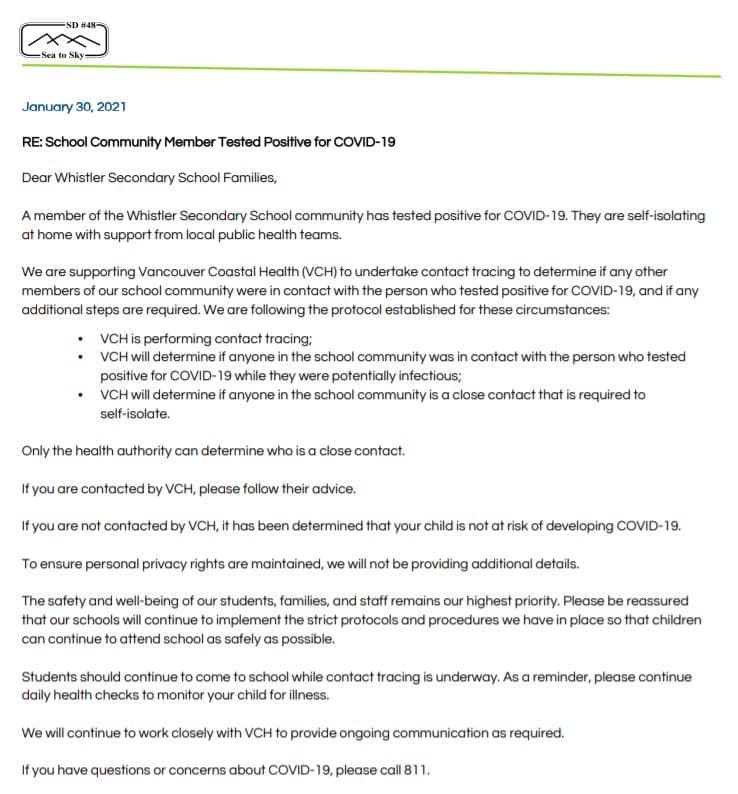 SD #48
Sea to Sky
January 30, 2021
RE: School Community Member Tested Positive for COVID-19
Dear Whistler Secondary School Families,
A member of the Whistler Secondary School community has tested positive for COVID-19. They are self-isolating
at home with support from local public health teams.
We are supporting Vancouver Coastal Health (VCH) to undertake contact tracing to determine if any other
members of our school community were in contact with the person who tested positive for COVID-19, and if any
additional steps are required. We are following the protocol established for these circumstances:
• VCH is performing contact tracing;
• VCH will determine if anyone in the school community was in contact with the person who tested
positive for COVID-19 while they were potentially infectious;
• VCH will determine if anyone in the school community is a close contact that is required to
self-isolate.
Only the health authority can determine who is a close contact.
If you are contacted by VCH, please follow their advice.
If you are not contacted by VCH, it has been determined that your child is not at risk of developing COVID-19.
To ensure personal privacy rights are maintained, we will not be providing additional details.
The safety and well-being of our students, families, and staff remains our highest priority. Please be reassured
that our schools will continue to implement the strict protocols and procedures we have in place so that children
can continue to attend school as safely as possible.
Students should continue to come to school while contact tracing is underway. As a reminder, please continue
daily health checks to monitor your child for illness.
We will continue to work closely with VCH to provide ongoing communication as required.
If you have questions or concerns about COVID-19, please call 811.